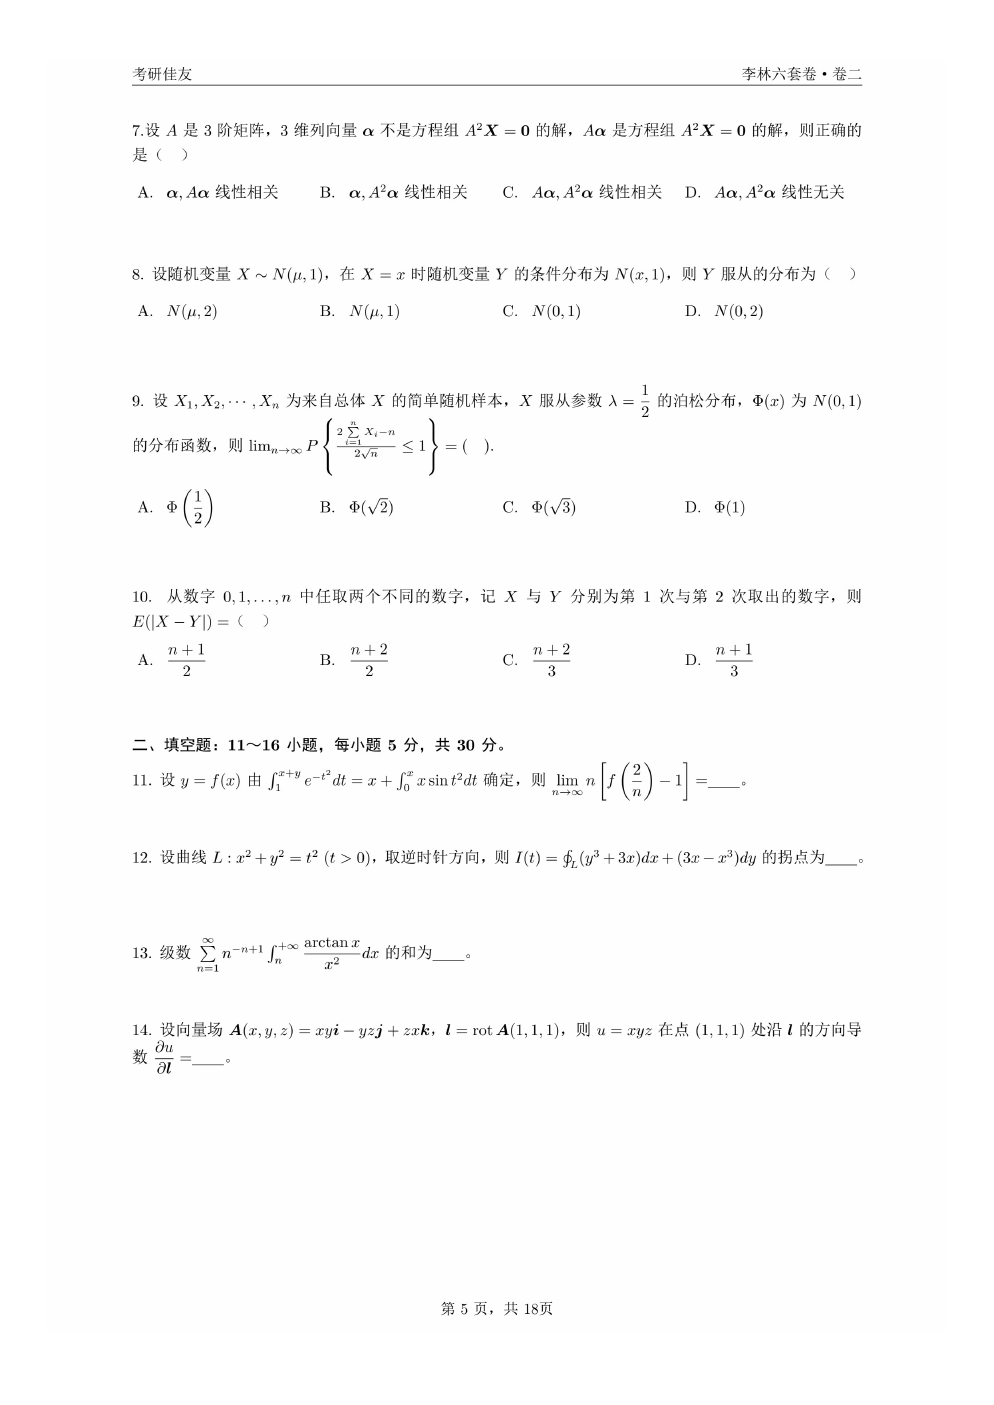 考研佳友 李林六套卷·卷二
7.设 A 是 3 阶矩阵，3 维列向量 α 不是方程组 A²X = 0 的解，Aα 是方程组 A²X = 0 的解，则正确的
是（ ）
A. α, Aα 线性相关 B. α, A²α 线性相关 C. Aα, A²α 线性相关 D. Aα, A²α 线性无关
8. 设随机变量 X ∼ N(μ, 1)，在 X = x 时随机变量 Y 的条件分布为 N(x, 1)，则 Y 服从的分布为（ ）
A. N(μ, 2) B. N(μ, 1) C. N(0, 1) D. N(0, 2)
9. 设 X₁, X₂, ⋯ , Xₙ 为来自总体 X 的简单随机样本，X 服从参数 λ = 1/2 的泊松分布，Φ(x) 为 N(0, 1)
的分布函数，则 limₙ→∞ P { (2 ∑_{i=1}^{n} Xᵢ−n) / (2√n) ≤ 1 } = ( ).
A. Φ(1/2) B. Φ(√2) C. Φ(√3) D. Φ(1)
10. 从数字 0, 1, . . . , n 中任取两个不同的数字，记 X 与 Y 分别为第 1 次与第 2 次取出的数字，则
E(|X − Y|) =（ ）
A. (n + 1)/2 B. (n + 2)/2 C. (n + 2)/3 D. (n + 1)/3
二、填空题：11～16 小题，每小题 5 分，共 30 分。
11. 设 y = f(x) 由 ∫_1^{x+y} e^{−t²} dt = x + ∫_0^x x sin t² dt 确定，则 lim_{n→∞} n [f (2/n) − 1] =____。
12. 设曲线 L : x² + y² = t² (t > 0)，取逆时针方向，则 I(t) = ∮_L (y³ + 3x)dx + (3x − x³)dy 的拐点为____。
13. 级数 ∑_{n=1}^{∞} n^{−n+1} ∫_n^{+∞} (arctan x)/x² dx 的和为____。
14. 设向量场 A(x, y, z) = xyi − yzj + zxk，l = rot A(1, 1, 1)，则 u = xyz 在点 (1, 1, 1) 处沿 l 的方向导
数 ∂u/∂l =____。
第 5 页，共 18页